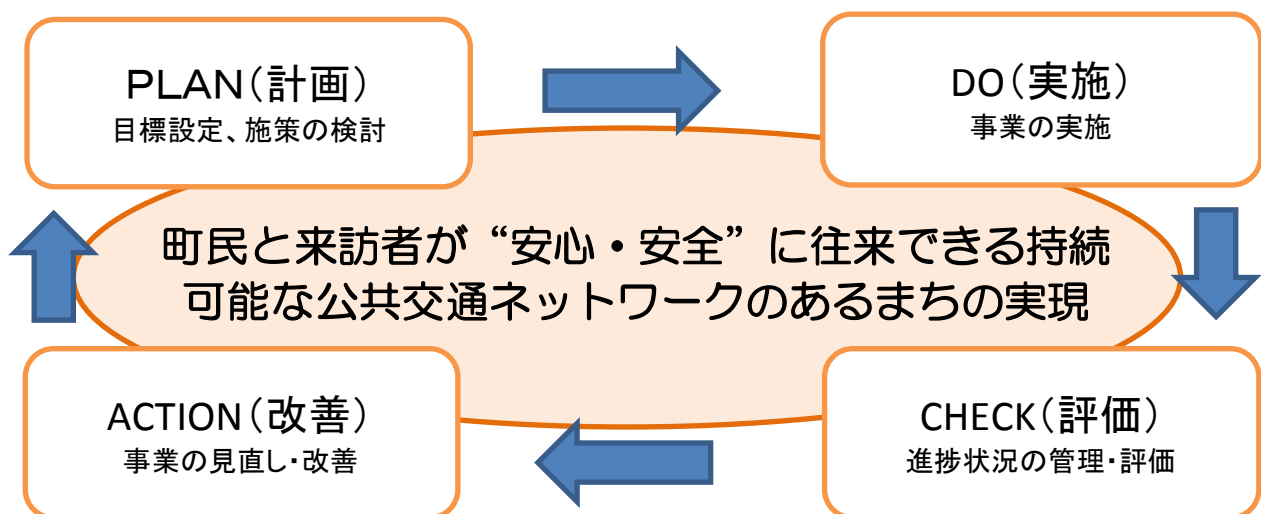 PLAN(計画)
目標設定、施策の検討
DO(実施)
事業の実施
町民と来訪者が“安心・安全”に往来できる持続
可能な公共交通ネットワークのあるまちの実現
ACTION(改善)
事業の見直し・改善
CHECK(評価)
進捗状況の管理・評価